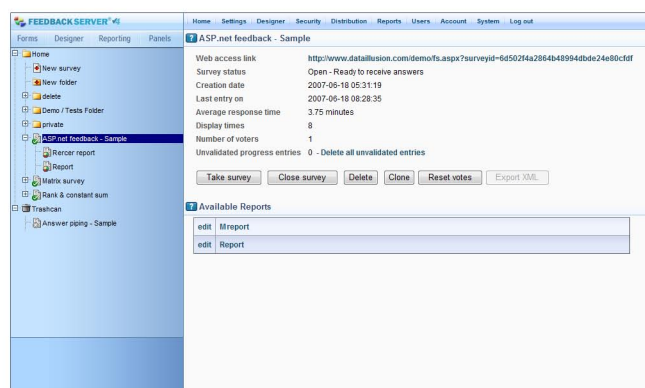 FEEDBACK SERVER®
Home Settings Designer Security Distribution Reports Users Account System Log out
Forms Designer Reporting Panels
Home
New survey
New folder
delete
Demo / Tests Folder
private
ASP.net feedback - Sample
Rercer report
Report
Matrix survey
Rank & constant sum
Trashcan
Answer piping - Sample
? ASP.net feedback - Sample
Web access link http://www.dataillusion.com/demo/fs.aspx?surveyid=6d502f4a2864b48994dbde24e80cfdf
Survey status Open - Ready to receive answers
Creation date 2007-06-18 05:31:19
Last entry on 2007-06-18 08:28:35
Average response time 3.75 minutes
Display times 8
Number of voters 1
Unvalidated progress entries 0 - Delete all unvalidated entries
Take survey Close survey Delete Clone Reset votes Export XML
? Available Reports
edit Mreport
edit Report